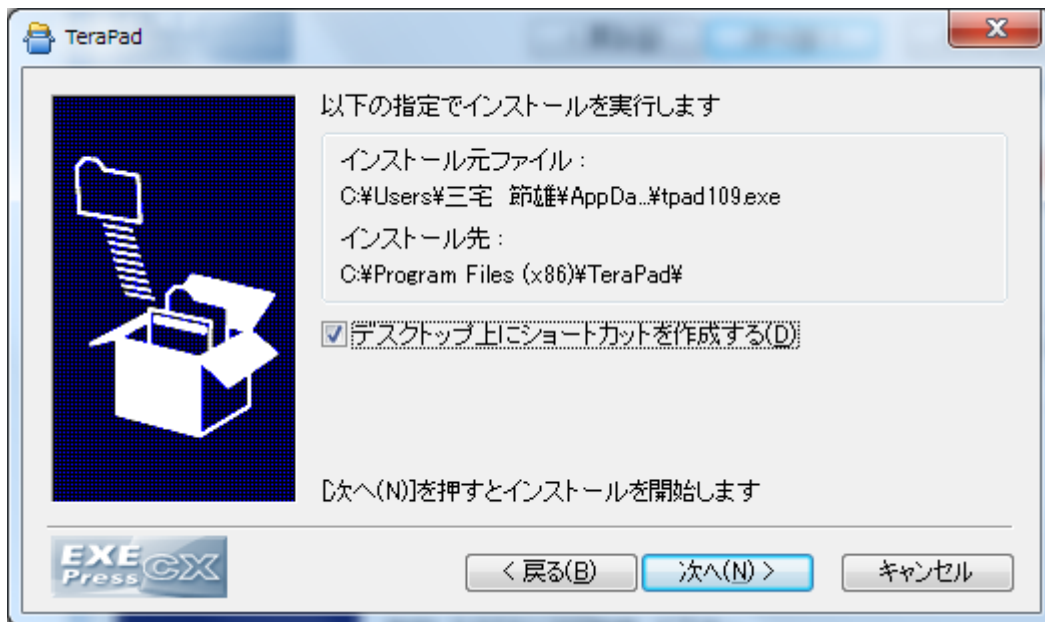 TeraPad
以下の指定でインストールを実行します
インストール元ファイル：
C:¥Users¥三宅　節雄¥AppDa...¥tpad109.exe
インストール先：
C:¥Program Files (x86)¥TeraPad¥
デスクトップ上にショートカットを作成する(D)
[次へ(N)]を押すとインストールを開始します
EXE
Press CX
< 戻る(B)
次へ(N) >
キャンセル